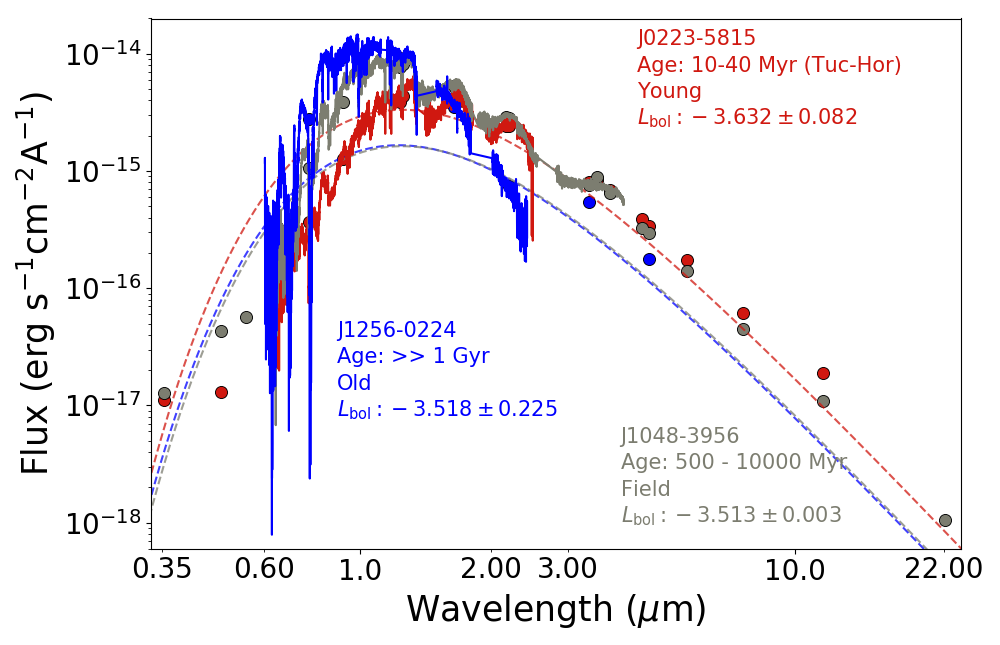 J0223-5815
Age: 10-40 Myr (Tuc-Hor)
Young
L_bol : −3.632 ± 0.082
J1256-0224
Age: >> 1 Gyr
Old
L_bol : −3.518 ± 0.225
J1048-3956
Age: 500 - 10000 Myr
Field
L_bol : −3.513 ± 0.003
Flux (erg s⁻¹cm⁻²A⁻¹)
10⁻¹⁴
10⁻¹⁵
10⁻¹⁶
10⁻¹⁷
10⁻¹⁸
0.35 0.60 1.0 2.00 3.00 10.0 22.00
Wavelength (μm)